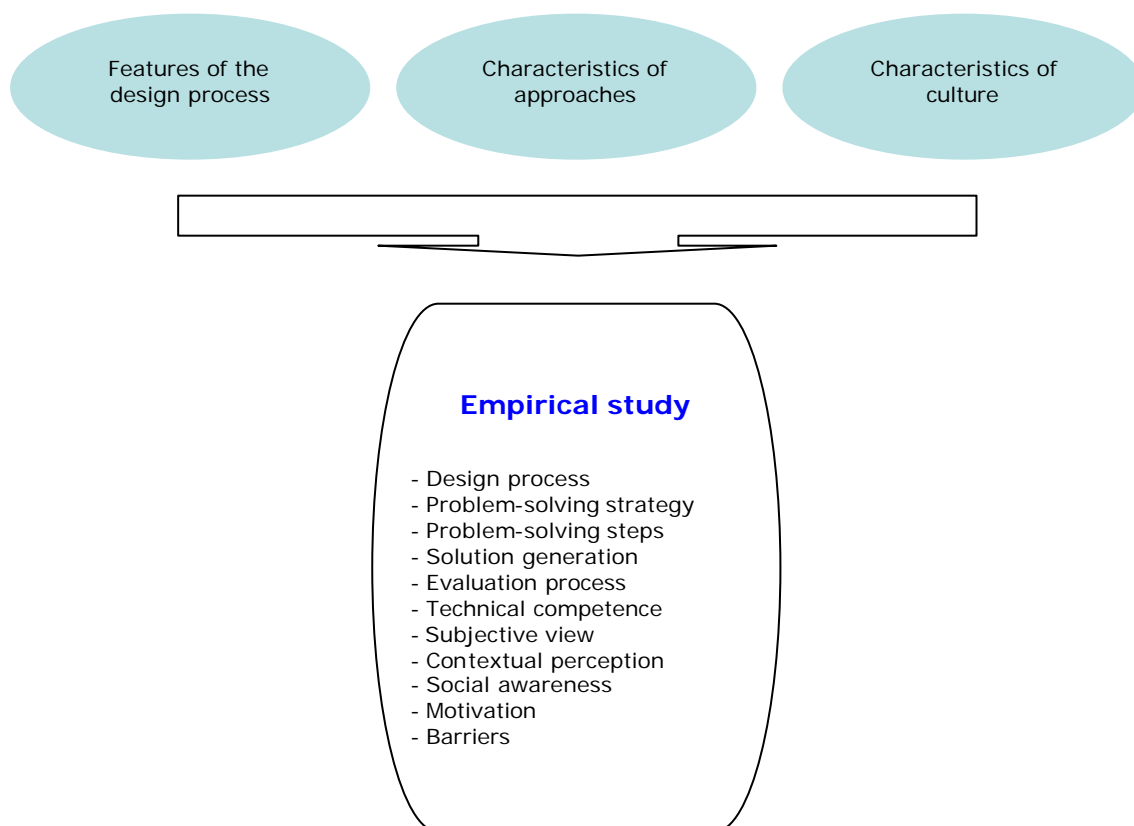 Features of the
design process
Characteristics of
approaches
Characteristics of
culture
Empirical study
- Design process
- Problem-solving strategy
- Problem-solving steps
- Solution generation
- Evaluation process
- Technical competence
- Subjective view
- Contextual perception
- Social awareness
- Motivation
- Barriers